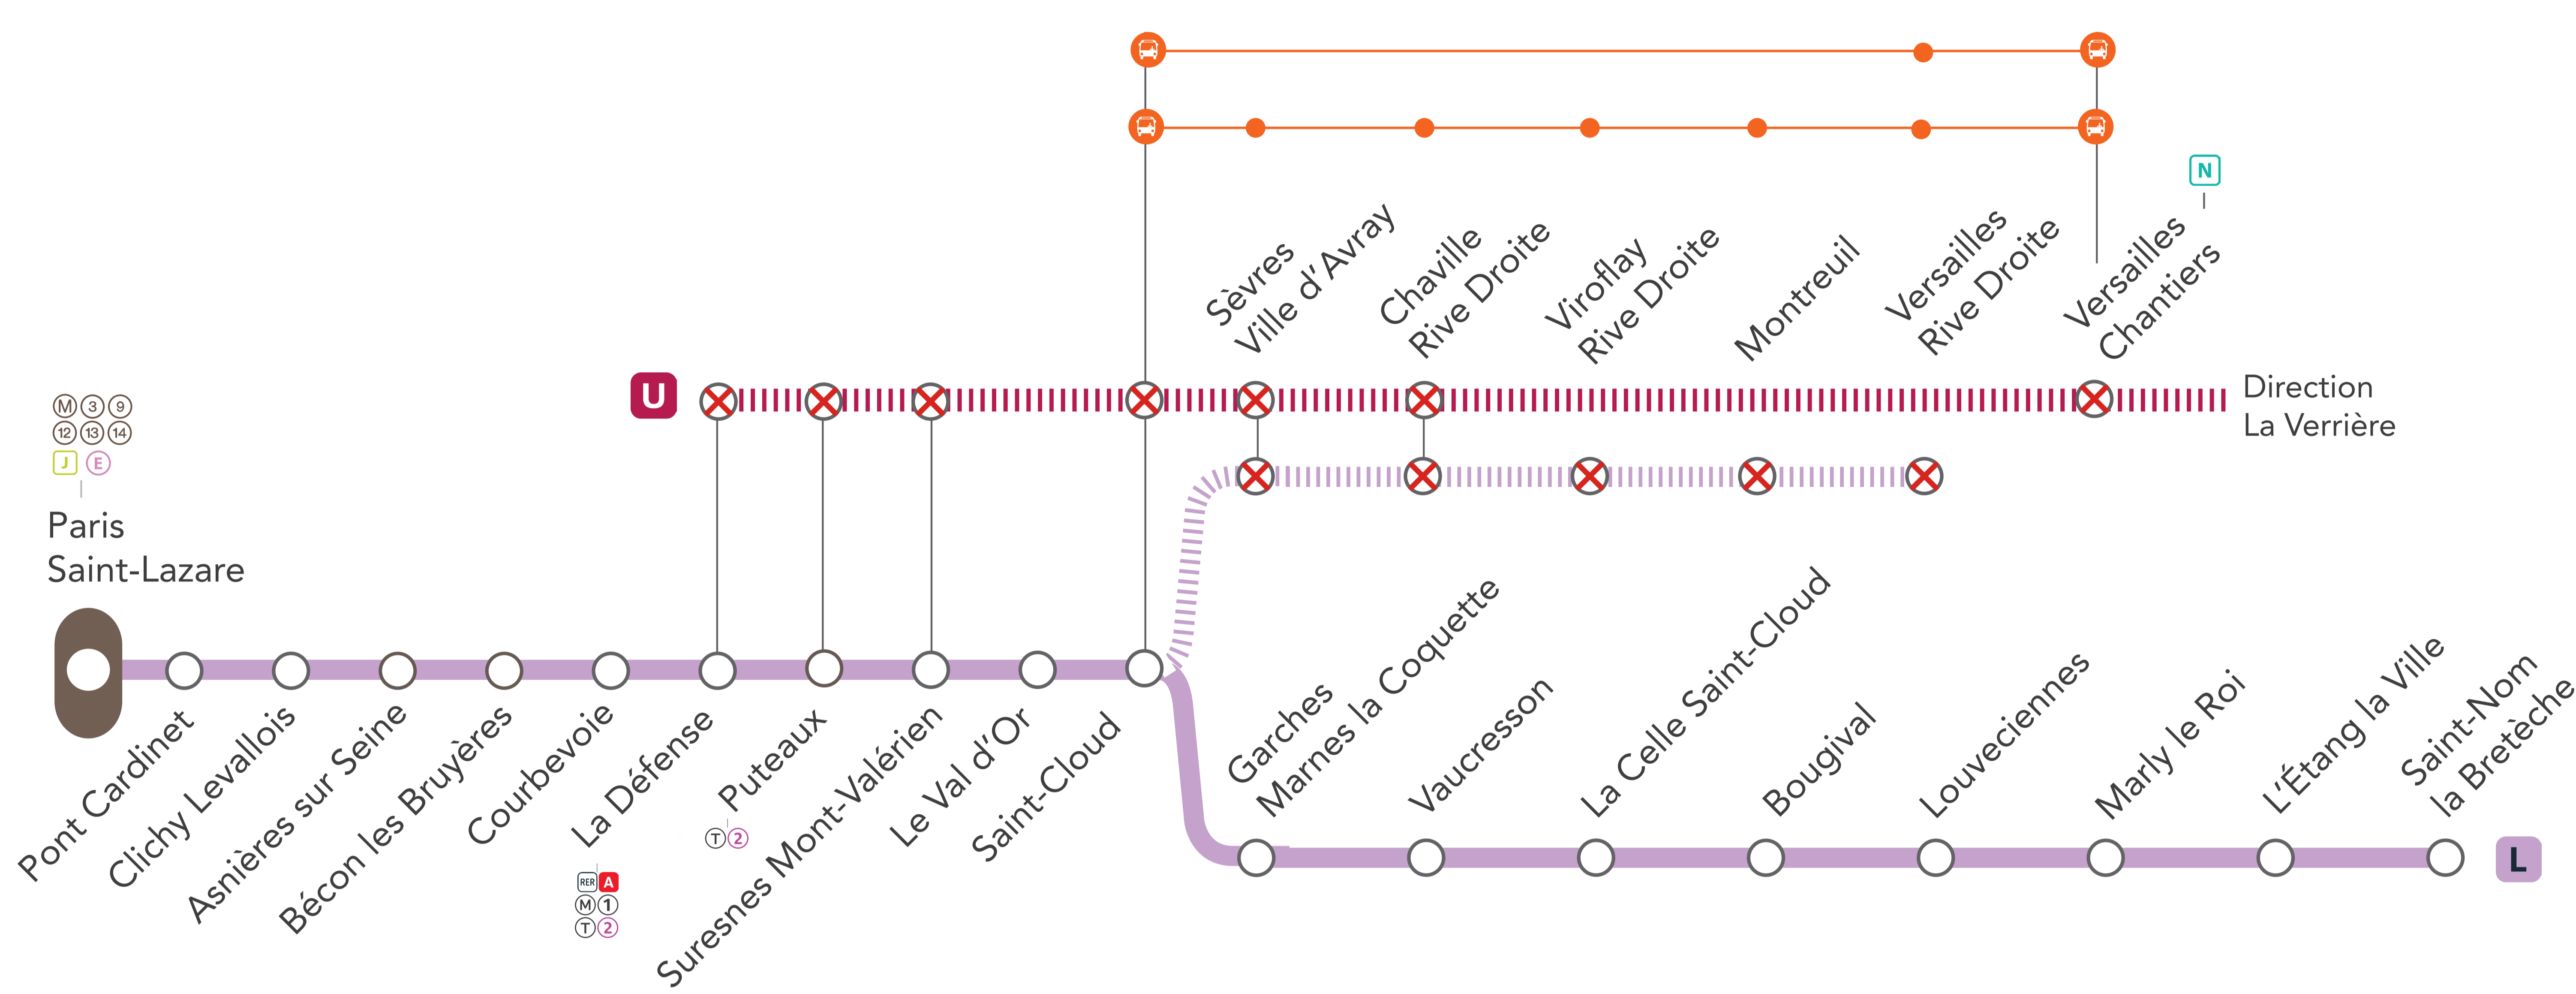 N
Sèvres
Ville d'Avray
Chaville
Rive Droite
Viroflay
Rive Droite
Montreuil
Versailles
Rive Droite
Versailles
Chantiers
U
Direction
La Verrière
M 3 9
12 13 14
J E
Paris
Saint-Lazare
Pont Cardinet
Clichy Levallois
Asnières sur Seine
Bécon les Bruyères
Courbevoie
La Défense
RER A
M 1
T 2
Puteaux
T 2
Suresnes Mont-Valérien
Le Val d'Or
Saint-Cloud
Garches
Marnes la Coquette
Vaucresson
La Celle Saint-Cloud
Bougival
Louveciennes
Marly le Roi
L'Étang la Ville
Saint-Nom
la Bretèche
L